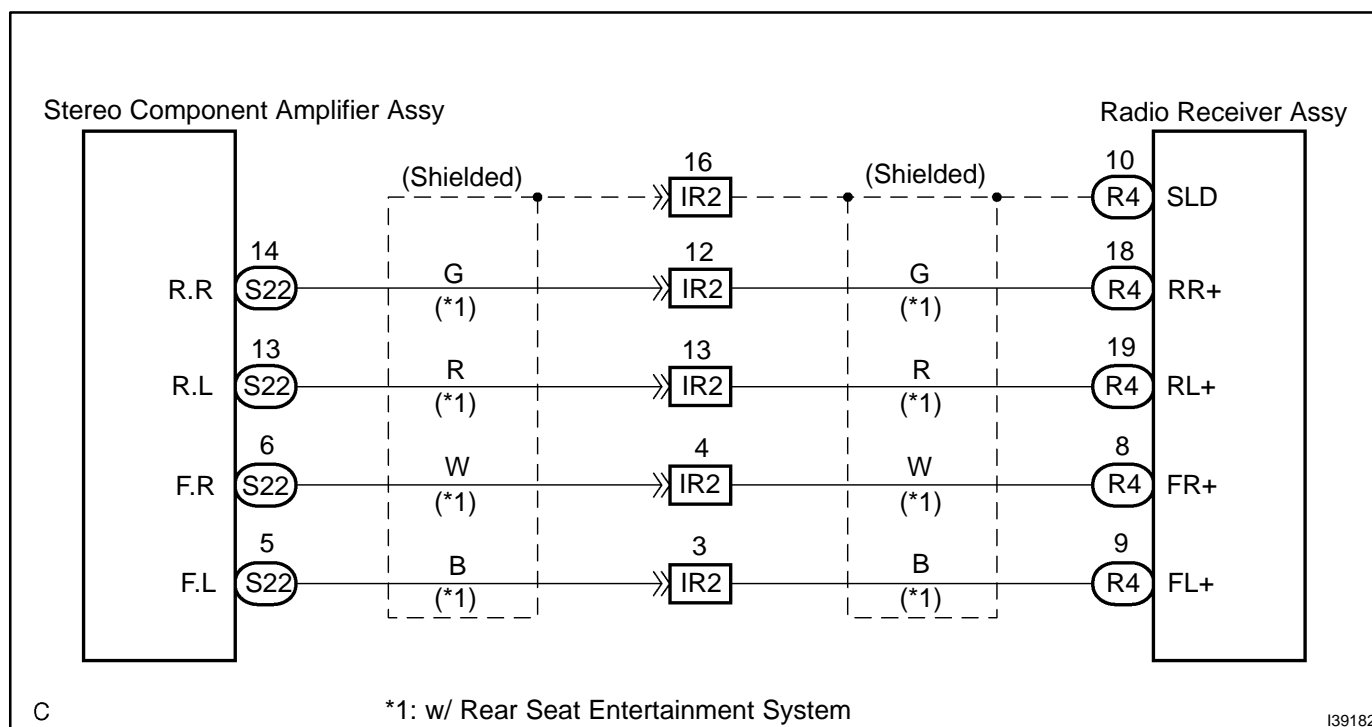 Stereo Component Amplifier Assy
Radio Receiver Assy
(Shielded)
16
IR2
(Shielded)
10
R4
SLD
R.R
14
S22
G
(*1)
12
IR2
G
(*1)
18
R4
RR+
R.L
13
S22
R
(*1)
13
IR2
R
(*1)
19
R4
RL+
F.R
6
S22
W
(*1)
4
IR2
W
(*1)
8
R4
FR+
F.L
5
S22
B
(*1)
3
IR2
B
(*1)
9
R4
FL+
C
*1: w/ Rear Seat Entertainment System
I39182